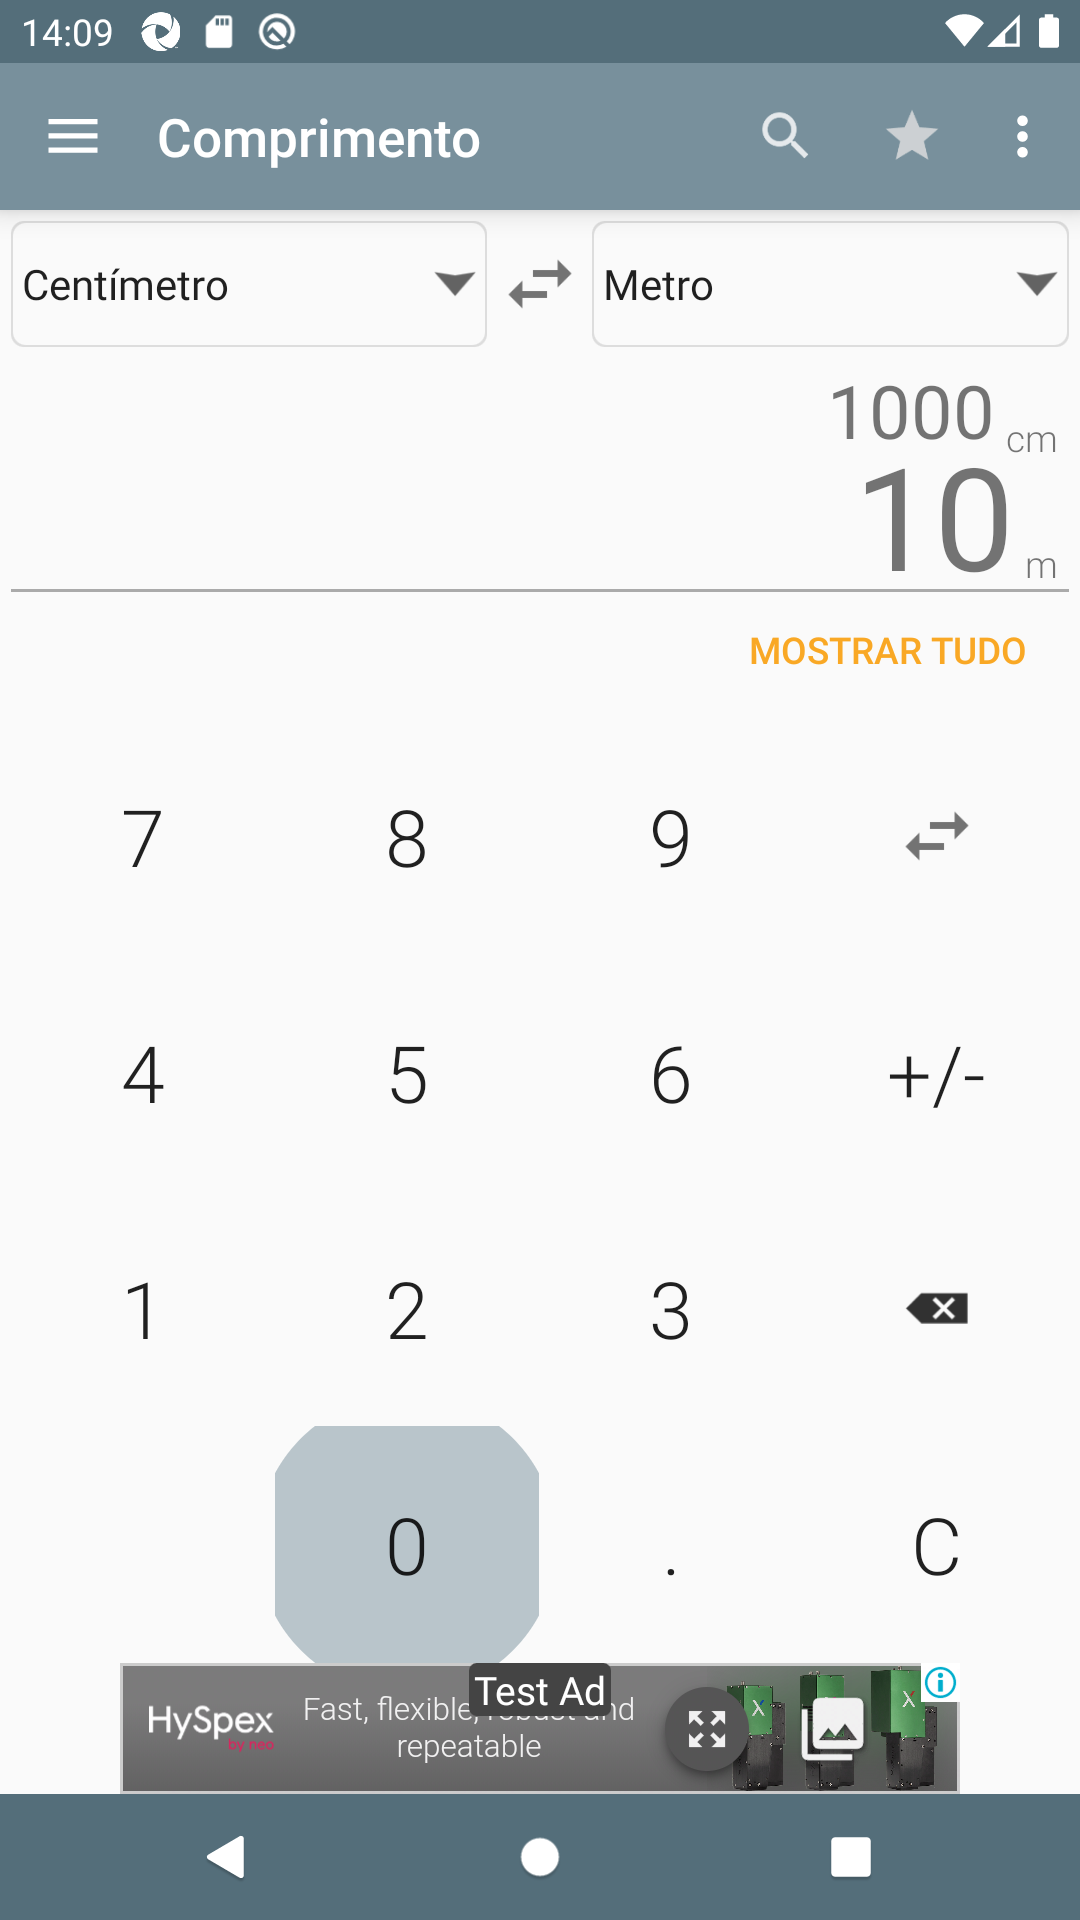 14:09
Comprimento
Centímetro
Metro
1000 cm
10 m
MOSTRAR TUDO
7 8 9
4 5 6 +/-
1 2 3
0 . C
Test Ad
HySpex
by neo
Fast, flexible, robust and
repeatable